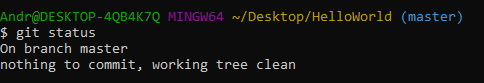 Andr@DESKTOP-4QB4K7Q MINGW64 ~/Desktop/HelloWorld (master)
$ git status
On branch master
nothing to commit, working tree clean